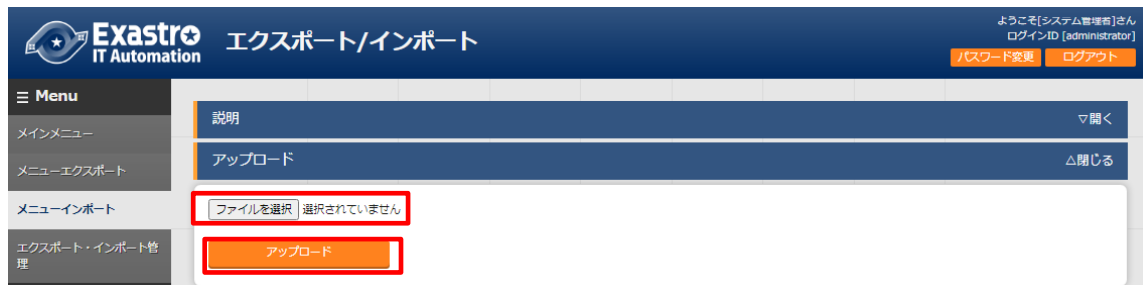 Exastro
IT Automation
エクスポート/インポート
ようこそ[システム管理者]さん
ログインID [administrator]
パスワード変更
ログアウト
Menu
メインメニュー
メニューエクスポート
メニューインポート
エクスポート・インポート管
理
説明
▽開く
アップロード
△閉じる
ファイルを選択 選択されていません
アップロード